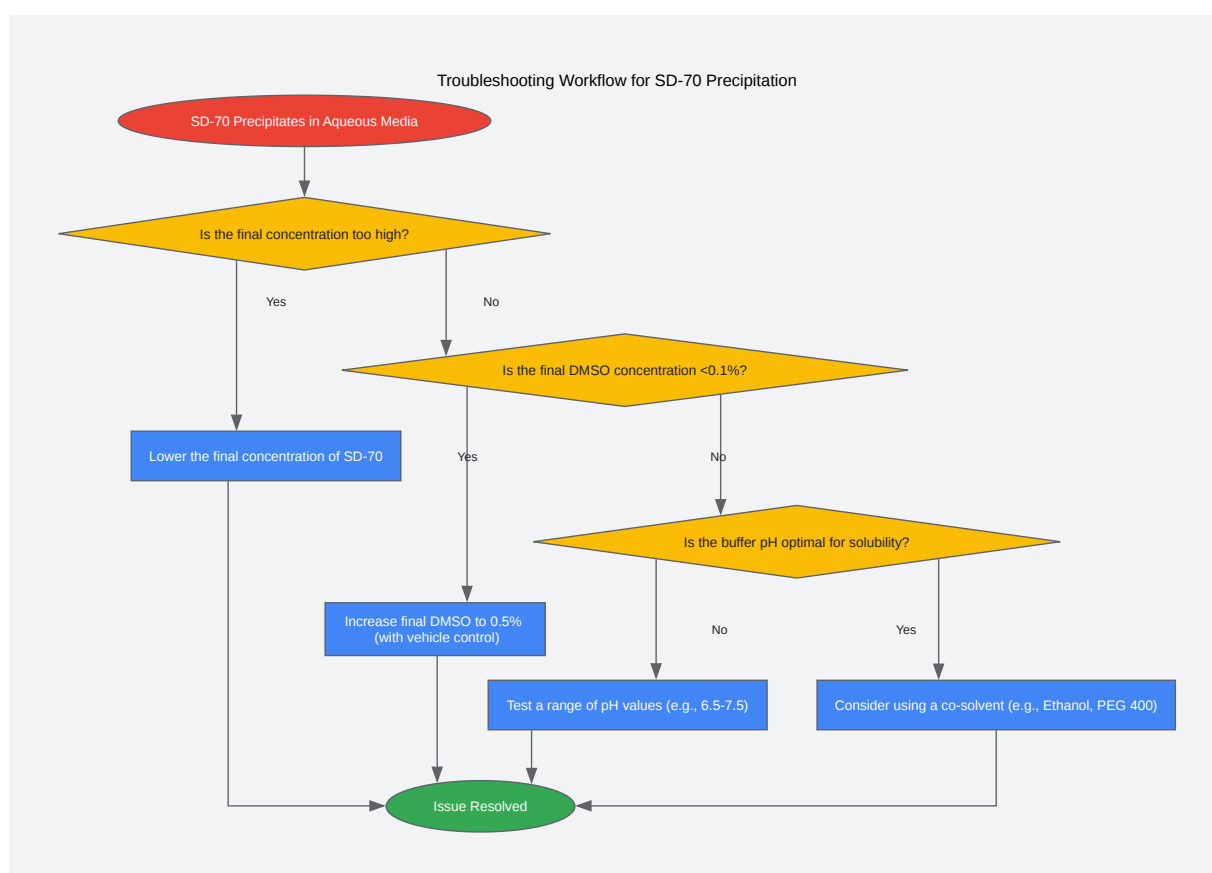 Troubleshooting Workflow for SD-70 Precipitation
SD-70 Precipitates in Aqueous Media
Is the final concentration too high?
Yes
No
Is the final DMSO concentration <0.1%?
Lower the final concentration of SD-70
Yes
No
Is the buffer pH optimal for solubility?
Increase final DMSO to 0.5%
(with vehicle control)
No
Yes
Test a range of pH values (e.g., 6.5-7.5)
Consider using a co-solvent (e.g., Ethanol, PEG 400)
Issue Resolved